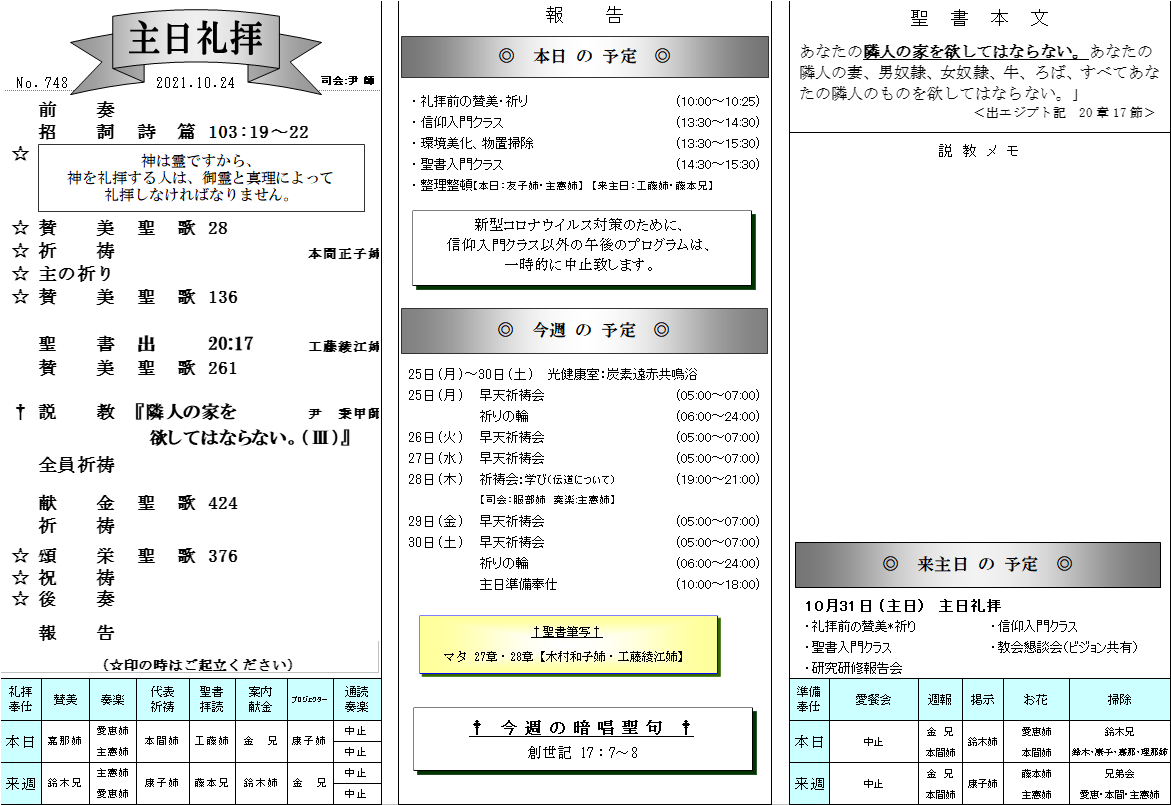 主日礼拝
No. 748 2021.10.24 司会:尹 師
前 奏
招 詞 詩 篇 103:19～22
☆
神は霊ですから、
神を礼拝する人は、御霊と真理によって
礼拝しなければなりません。
☆ 賛 美 聖 歌 28
☆ 祈 祷 本間正子姉
☆ 主の祈り
☆ 賛 美 聖 歌 136
聖 書 出 20:17 工藤綾江姉
賛 美 聖 歌 261
† 説 教 『隣人の家を 尹 秉甲師
欲してはならない。(Ⅲ)』
全員祈祷
献 金 聖 歌 424
祈 祷
☆ 頌 栄 聖 歌 376
☆ 祝 祷
☆ 後 奏
報 告
(☆印の時はご起立ください)
礼拝奉仕 賛美 奏楽 代表祈祷 聖書拝読 案内献金 プロジェクター 通読奏楽
本日 嘉那姉 愛恵姉 主憲姉 本間姉 工藤姉 金 兄 康子姉 中止 中止
来週 鈴木兄 主憲姉 愛恵姉 康子姉 藤本兄 鈴木姉 金 兄 中止 中止
報 告
◎ 本日 の 予定 ◎
・礼拝前の賛美・祈り (10:00～10:25)
・信仰入門クラス (13:30～14:30)
・環境美化、物置掃除 (13:30～15:30)
・聖書入門クラス (14:30～15:30)
・整理整頓【本日：友子姉・主憲姉】 【来主日：工藤姉・藤本兄】
新型コロナウイルス対策のために、
信仰入門クラス以外の午後のプログラムは、
一時的に中止致します。
◎ 今週 の 予定 ◎
25日(月)～30日(土) 光健康室:炭素遠赤共鳴浴
25日(月) 早天祈祷会 (05:00～07:00)
祈りの輪 (06:00～24:00)
26日(火) 早天祈祷会 (05:00～07:00)
27日(水) 早天祈祷会 (05:00～07:00)
28日(木) 祈祷会:学び(伝道について) (19:00～21:00)
【司会:服部姉 奏楽:主憲姉】
29日(金) 早天祈祷会 (05:00～07:00)
30日(土) 早天祈祷会 (05:00～07:00)
祈りの輪 (06:00～24:00)
主日準備奉仕 (10:00～18:00)
†聖書筆写†
マタ 27章・28章【木村和子姉・工藤綾江姉】
† 今週の暗唱聖句 †
創世記 17：7～8
聖 書 本 文
あなたの隣人の家を欲してはならない。あなたの
隣人の妻、男奴隷、女奴隷、牛、ろば、すべてあな
たの隣人のものを欲してはならない。」
＜出エジプト記 20章17節＞
説 教 メ モ
◎ 来主日 の 予定 ◎
10月31日(主日) 主日礼拝
・礼拝前の賛美*祈り ・信仰入門クラス
・聖書入門クラス ・教会懇談会(ビジョン共有)
・研究研修報告会
準備奉仕 愛餐会 週報 掲示 お花 掃除
本日 中止 金 兄 本間姉 鈴木姉 愛恵姉 本間姉 鈴木兄 鈴木・康子・嘉那・理那姉
来週 中止 金 兄 本間姉 康子姉 藤本姉 主憲姉 兄弟会 愛恵・本間・主憲姉